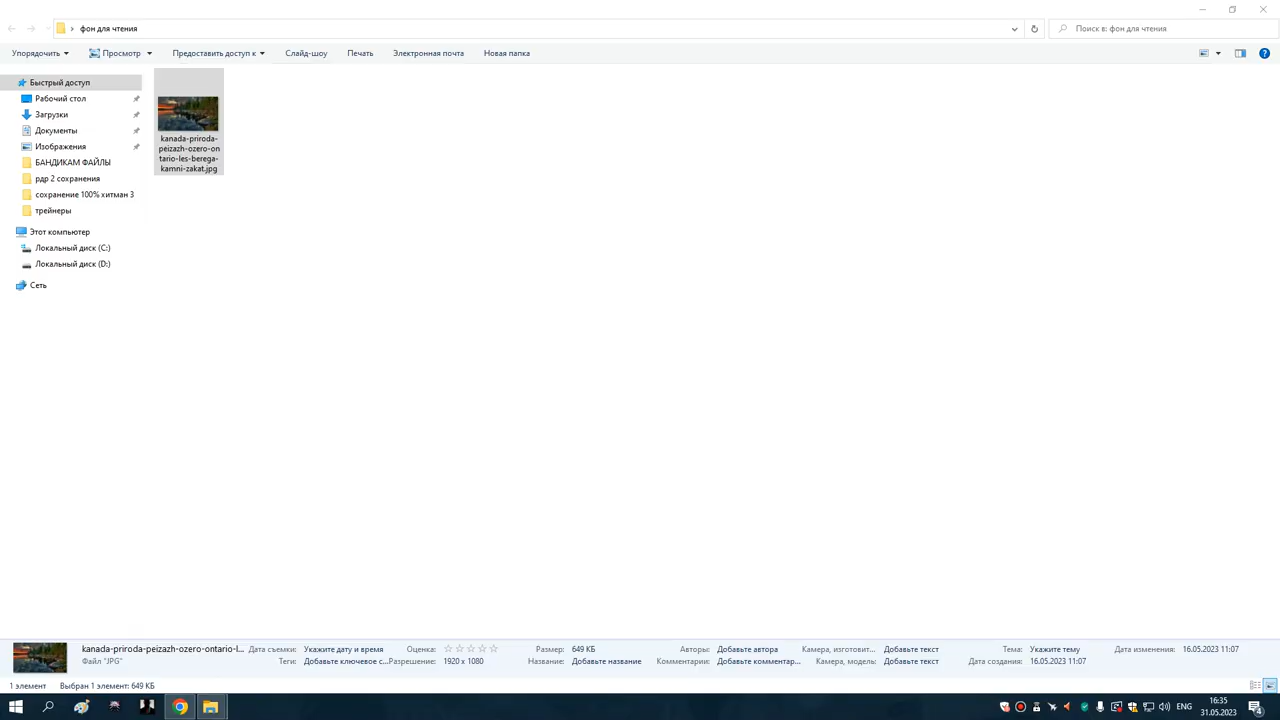 фон для чтения
Поиск в: фон для чтения
Упорядочить Просмотр Предоставить доступ к Слайд-шоу Печать Электронная почта Новая папка
Быстрый доступ
Рабочий стол
Загрузки
Документы
Изображения
БАНДИКАМ ФАЙЛЫ
рдр 2 сохранения
сохранение 100% хитман 3
трейнеры
Этот компьютер
Локальный диск (C:)
Локальный диск (D:)
Сеть
kanada-priroda-
peizazh-ozero-on
tario-les-berega-
kamni-zakat.jpg
kanada-priroda-peizazh-ozero-ontario-l... Дата съемки: Укажите дату и время Оценка: Размер: 649 КБ Авторы: Добавьте автора Камера, изготовит... Добавьте текст Тема: Укажите тему Дата изменения: 16.05.2023 11:07
Файл "JPG" Теги: Добавьте ключевое с... Разрешение: 1920 x 1080 Название: Добавьте название Комментарии: Добавьте комментар... Камера, модель: Добавьте текст Дата создания: 16.05.2023 11:07
1 элемент Выбран 1 элемент: 649 КБ
ENG
16:35
31.05.2023
4